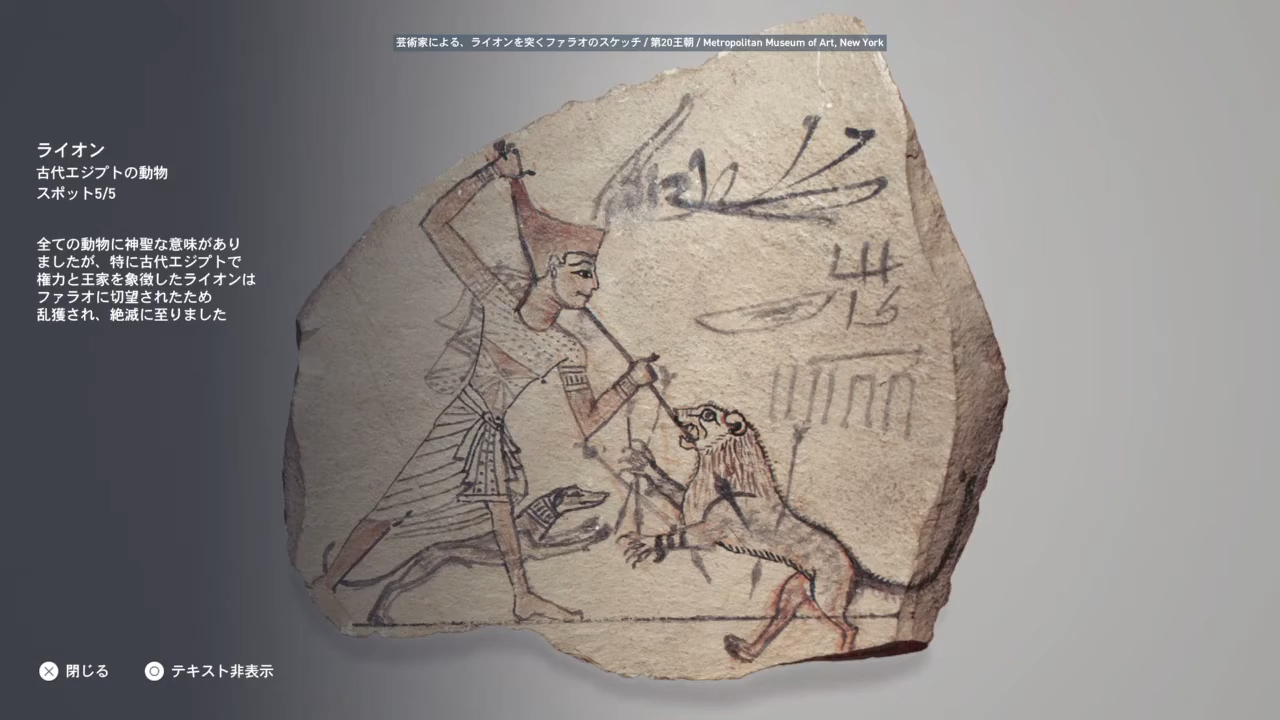 芸術家による、ライオンを突くファラオのスケッチ / 第20王朝 / Metropolitan Museum of Art, New York
ライオン
古代エジプトの動物
スポット5/5
全ての動物に神聖な意味があり
ましたが、特に古代エジプトで
権力と王家を象徴したライオンは
ファラオに切望されたため
乱獲され、絶滅に至りました
閉じる
テキスト非表示